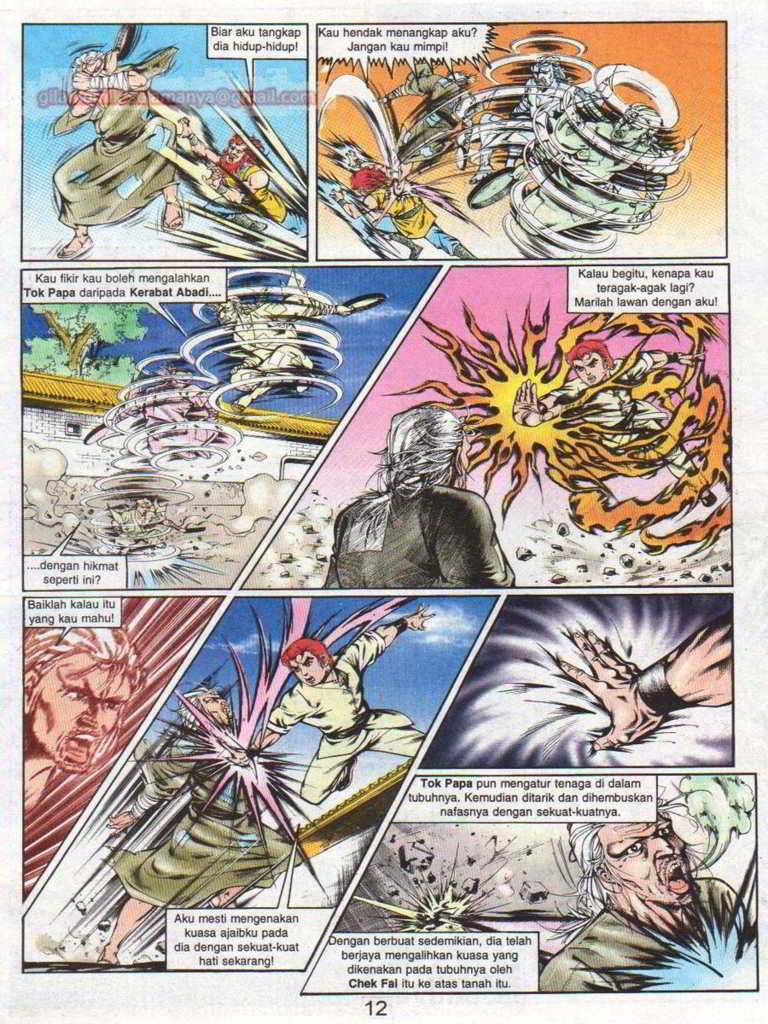 Biar aku tangkap
dia hidup-hidup!
Kau hendak menangkap aku?
Jangan kau mimpi!
Kau fikir kau boleh mengalahkan
Tok Papa daripada Kerabat Abadi....
....dengan hikmat
seperti ini?
Kalau begitu, kenapa kau
teragak-agak lagi?
Marilah lawan dengan aku!
Baiklah kalau itu
yang kau mahu!
Aku mesti mengenakan
kuasa ajaibku pada
dia dengan sekuat-kuat
hati sekarang!
Tok Papa pun mengatur tenaga di dalam
tubuhnya. Kemudian ditarik dan dihembuskan
nafasnya dengan sekuat-kuatnya.
Dengan berbuat sedemikian, dia telah
berjaya mengalihkan kuasa yang
dikenakan pada tubuhnya oleh
Chek Fai itu ke atas tanah itu.
12